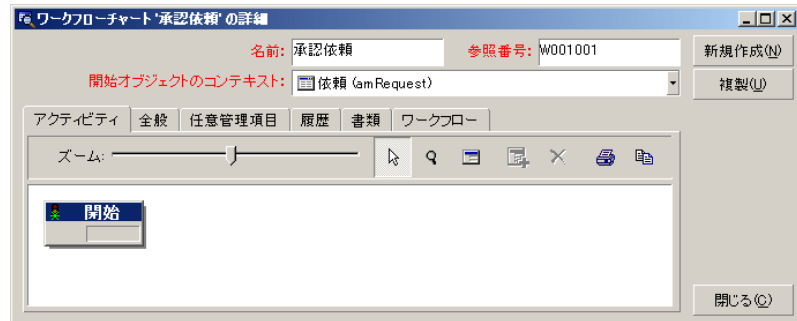 ワークフローチャート '承認依頼' の詳細
名前: 承認依頼 参照番号: W001001 新規作成(N)
開始オブジェクトのコンテキスト: 依頼 (amRequest) 複製(U)
アクティビティ 全般 任意管理項目 履歴 書類 ワークフロー
ズーム:
開始
閉じる(C)